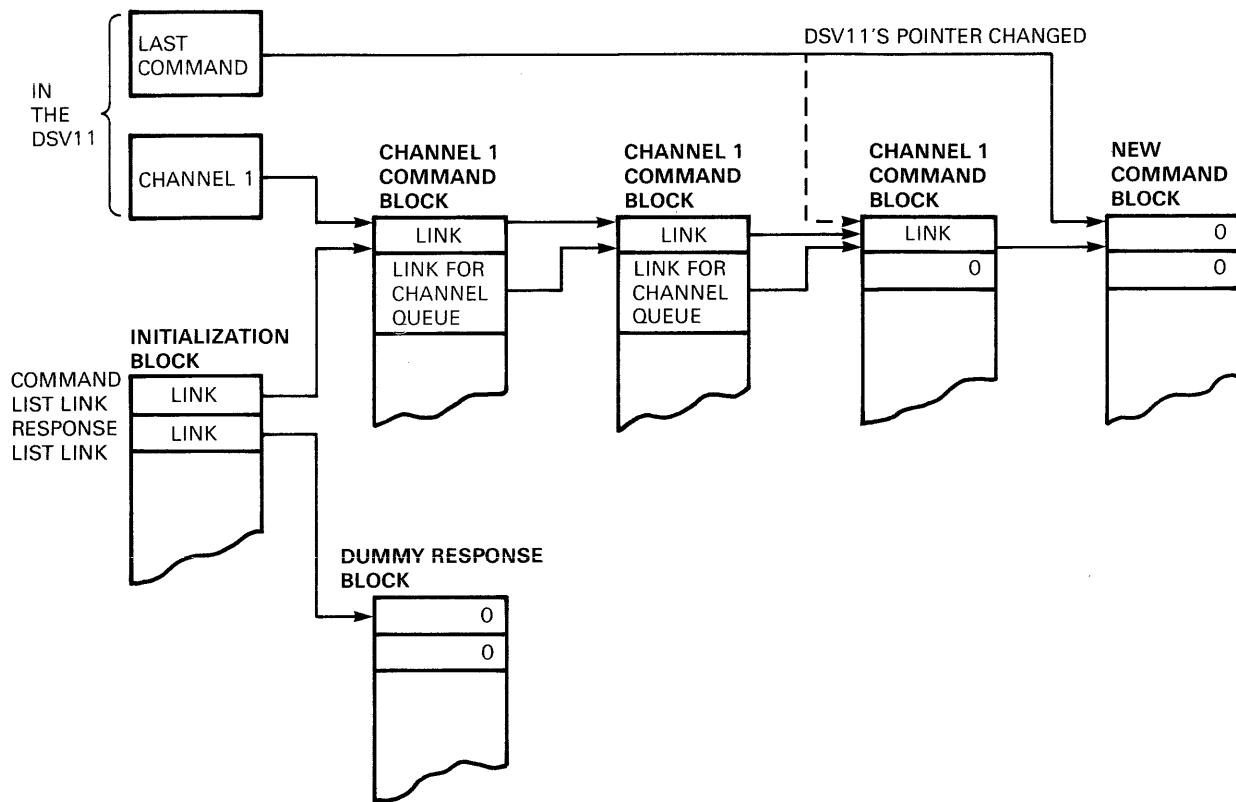 LAST
COMMAND
DSV11'S POINTER CHANGED
IN
THE
DSV11
CHANNEL 1
CHANNEL 1
COMMAND
BLOCK
CHANNEL 1
COMMAND
BLOCK
CHANNEL 1
COMMAND
BLOCK
NEW
COMMAND
BLOCK
LINK
LINK FOR
CHANNEL
QUEUE
LINK
LINK FOR
CHANNEL
QUEUE
LINK
0
0
0
INITIALIZATION
BLOCK
COMMAND
LIST LINK
RESPONSE
LIST LINK
LINK
LINK
DUMMY RESPONSE
BLOCK
0
0